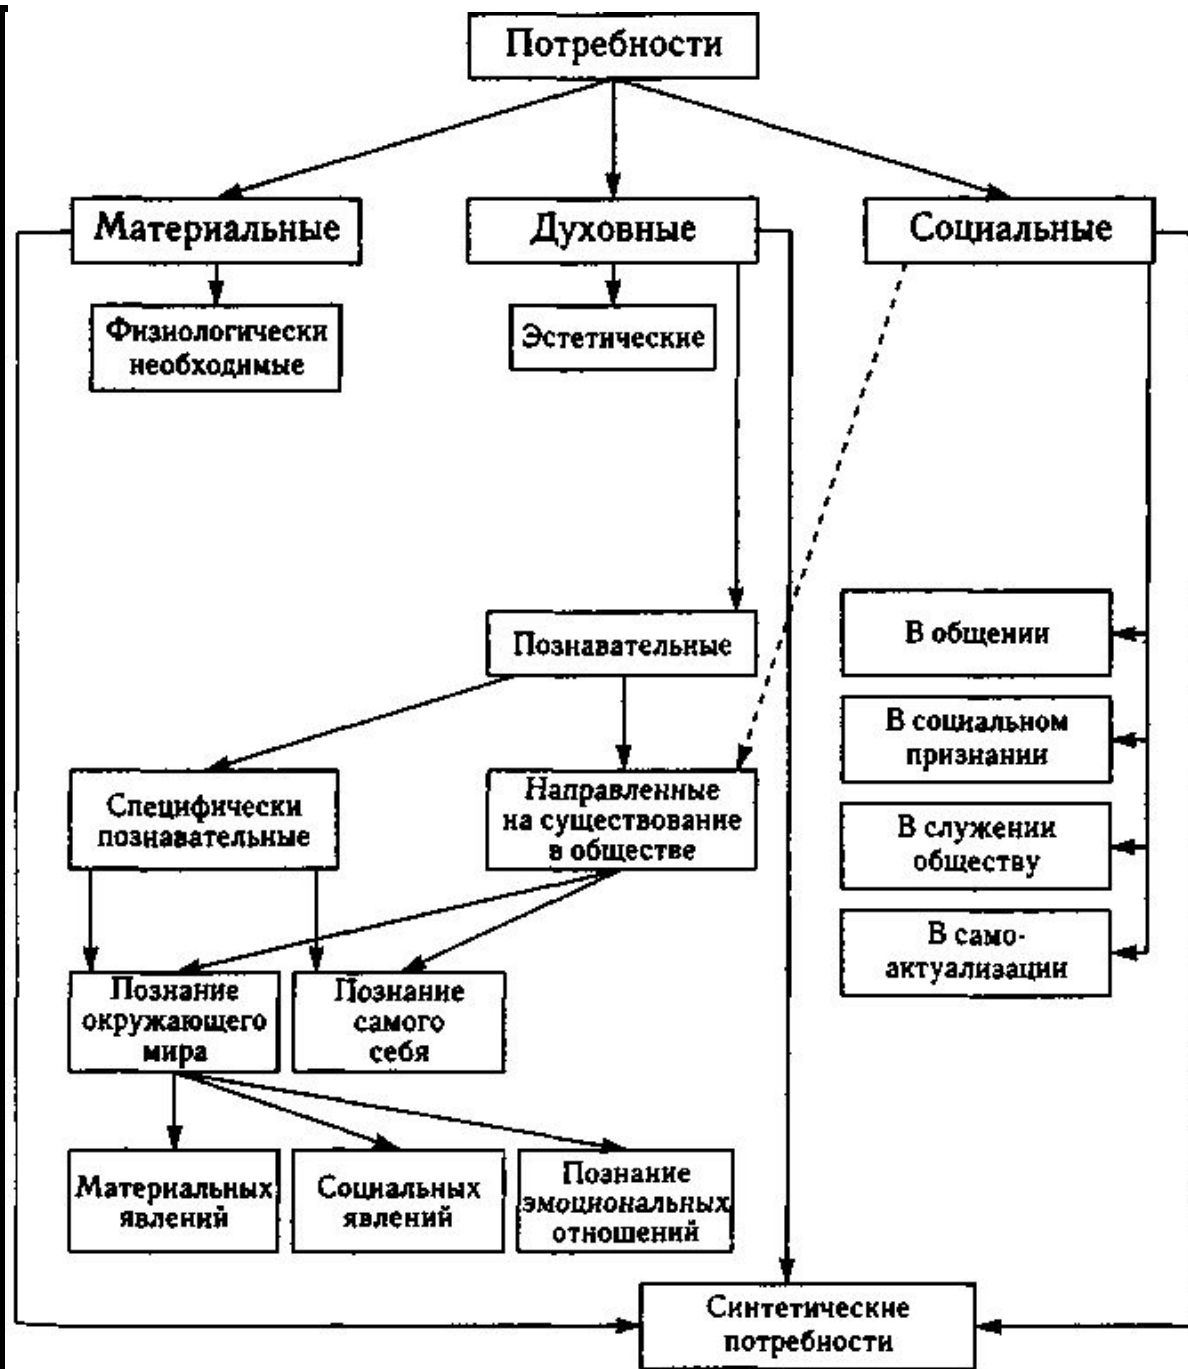 Потребности
Материальные
Духовные
Социальные
Физиологически
необходимые
Эстетические
Познавательные
В общении
В социальном
признании
Специфически
познавательные
Направленные
на существование
в обществе
В служении
обществу
В само-
актуализации
Познание
окружающего
мира
Познание
самого
себя
Материальных
явлений
Социальных
явлений
Познание
эмоциональных
отношений
Синтетические
потребности